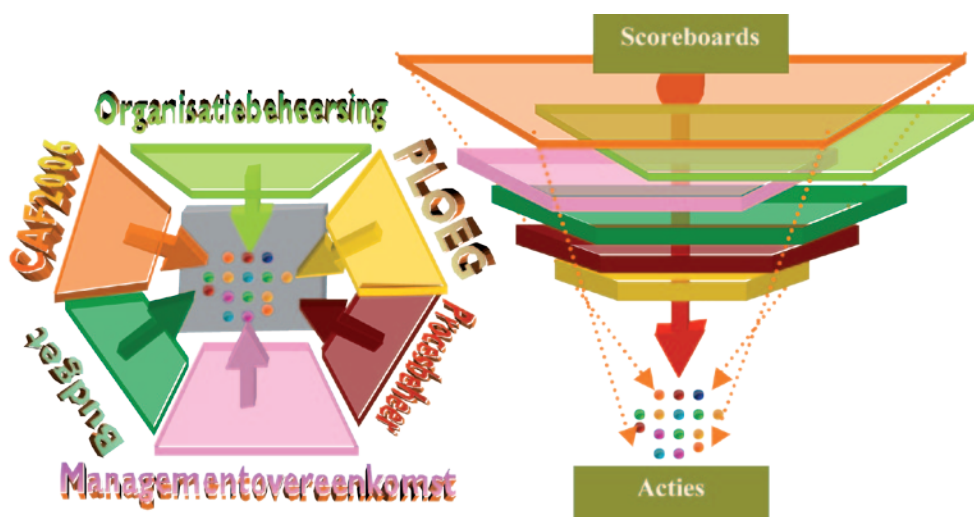 Scoreboards
Organisatiebeheersing
CAF2006
PLOEG
Budget
Procesbeheer
Managementovereenkomst
Acties